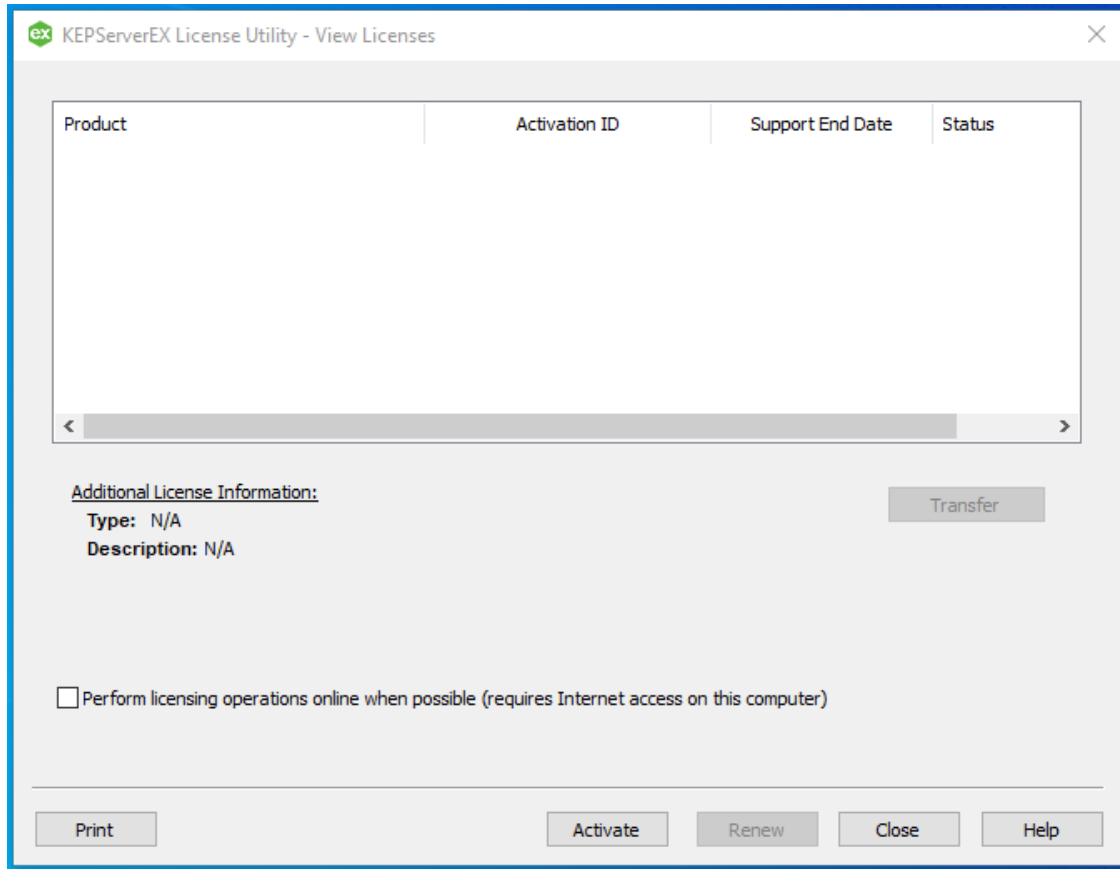 ex KEPServerEX License Utility - View Licenses
Product Activation ID Support End Date Status
Additional License Information:
Transfer
Type: N/A
Description: N/A
Perform licensing operations online when possible (requires Internet access on this computer)
Print Activate Renew Close Help